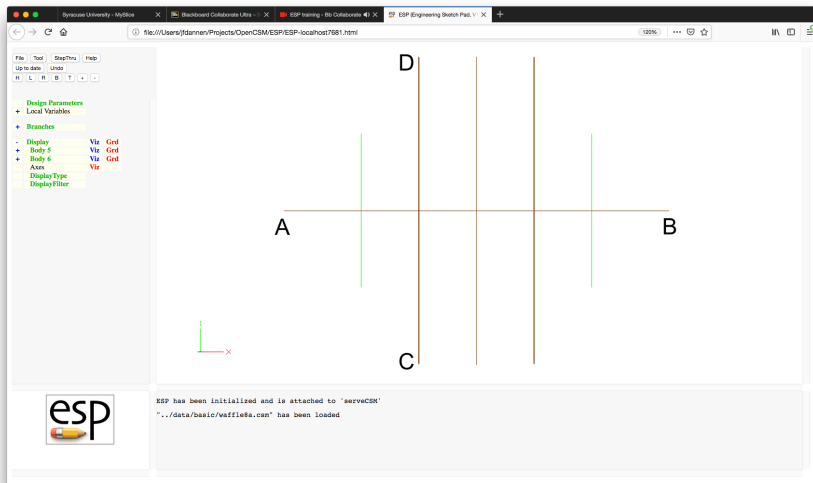 Syracuse University - MySlice
Blackboard Collaborate Ultra –
ESP training - Bb Collaborate
ESP (Engineering Sketch Pad, V
file:///Users/jfdannen/Projects/OpenCSM/ESP/ESP-localhost7681.html
120%
File Tool StepThru Help
Up to date Undo
H L R B T + -
Design Parameters
+ Local Variables
+ Branches
- Display Viz Grd
+ Body 5 Viz Grd
+ Body 6 Viz Grd
Axes Viz
DisplayType
DisplayFilter
D
A
B
C
X
esp
ESP has been initialized and is attached to 'serveCSM'
"../data/basic/waffle8a.csm" has been loaded